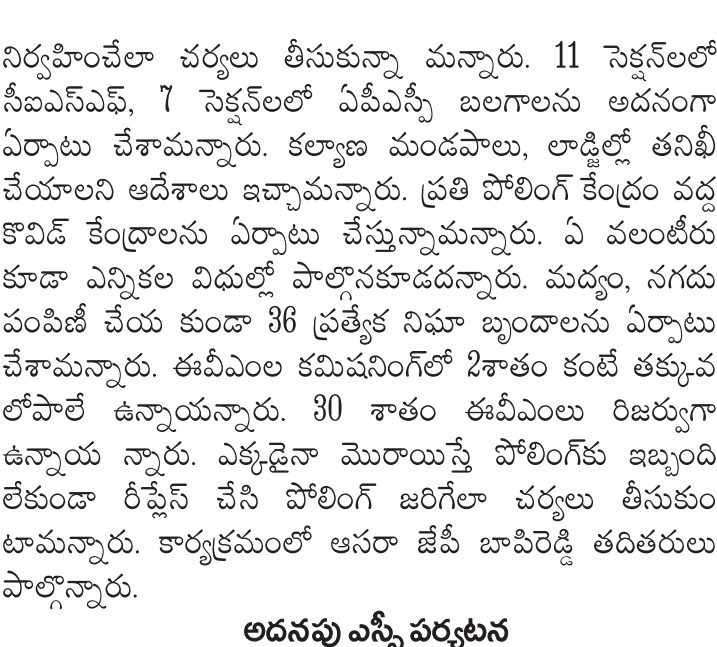 నిర్వహించేలా చర్యలు తీసుకున్నా మన్నారు. 11 సెక్షన్‌లలో
సీఐఎస్ఎఫ్, 7 సెక్షన్‌లలో ఏపీఎస్పీ బలగాలను అదనంగా
ఏర్పాటు చేశామన్నారు. కల్యాణ మండపాలు, లాడ్జిల్లో తనిఖీ
చేయాలని ఆదేశాలు ఇచ్చామన్నారు. ప్రతి పోలింగ్ కేంద్రం వద్ద
కొవిడ్ కేంద్రాలను ఏర్పాటు చేస్తున్నామన్నారు. ఏ వలంటీరు
కూడా ఎన్నికల విధుల్లో పాల్గొనకూడదన్నారు. మద్యం, నగదు
పంపిణీ చేయ కుండా 36 ప్రత్యేక నిఘా బృందాలను ఏర్పాటు
చేశామన్నారు. ఈవీఎంల కమిషనింగ్‌లో 2శాతం కంటే తక్కువ
లోపాలే ఉన్నాయన్నారు. 30 శాతం ఈవీఎంలు రిజర్వుగా
ఉన్నాయ న్నారు. ఎక్కడైనా మొరాయిస్తే పోలింగ్‌కు ఇబ్బంది
లేకుండా రీప్లేస్ చేసి పోలింగ్ జరిగేలా చర్యలు తీసుకుం
టామన్నారు. కార్యక్రమంలో ఆసరా జేపీ బాపిరెడ్డి తదితరులు
పాల్గొన్నారు.
అదనపు ఎస్పీ పర్యటన